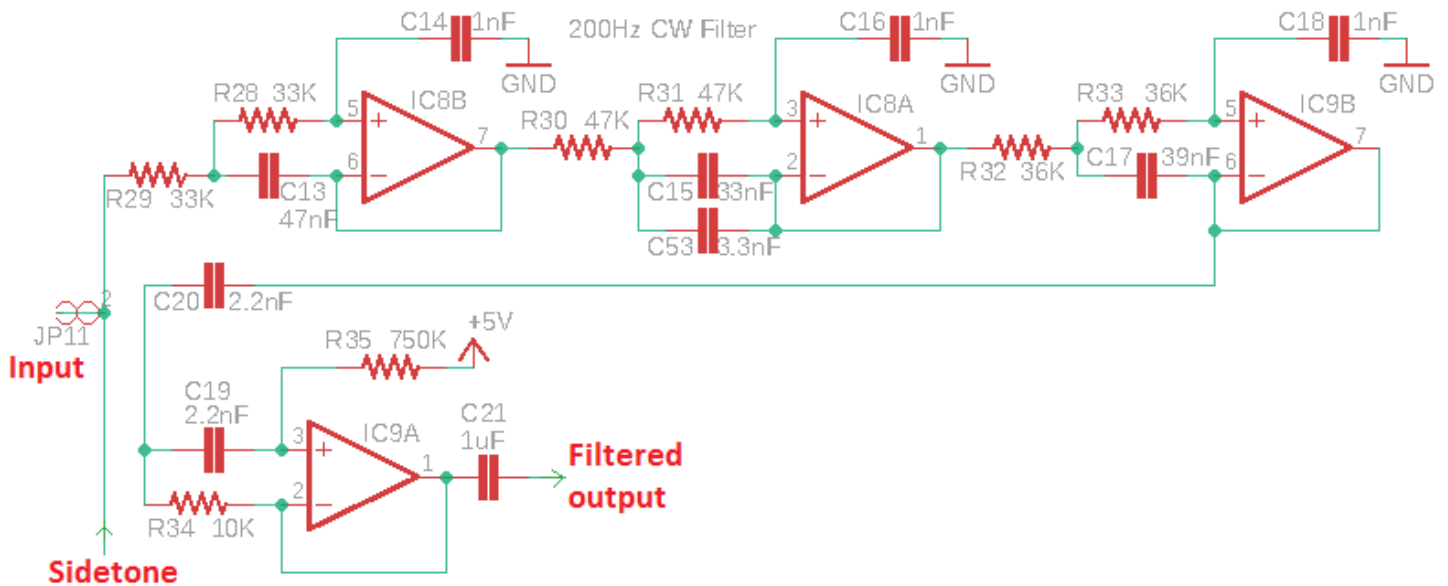 C14 1nF
200Hz CW Filter
C16 1nF
C18 1nF
GND
GND
GND
R28 33K
IC8B
R31 47K
IC8A
R33 36K
IC9B
5
+
7
R30 47K
3
+
1
5
+
7
6
−
2
−
6
−
R29 33K
C13
47nF
C15 33nF
R32 36K
C17 39nF
C53 3.3nF
C20 2.2nF
2
JP11
Input
+5V
R35 750K
C19
2.2nF
IC9A
C21
1uF
3
+
1
2
−
Filtered
output
R34 10K
Sidetone